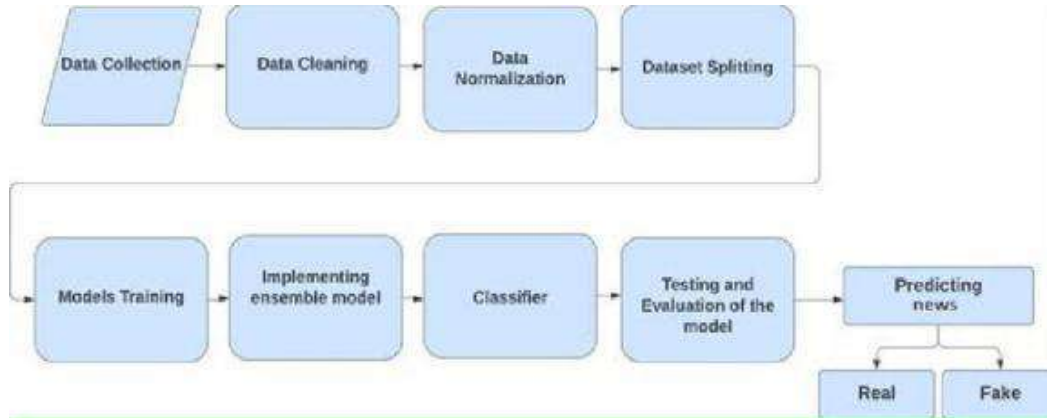 Data Collection
Data Cleaning
Data
Normalization
Dataset Splitting
Models Training
Implementing
ensemble model
Classifier
Testing and
Evaluation of the
model
Predicting
news
Real
Fake